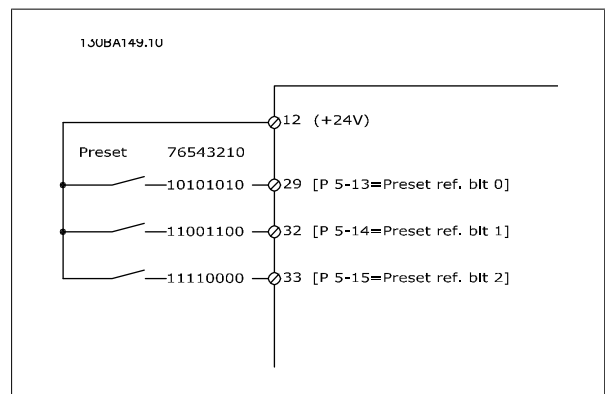 130BA149.10
12 (+24V)
Preset 76543210
10101010 29 [P 5-13=Preset ref. bit 0]
11001100 32 [P 5-14=Preset ref. bit 1]
11110000 33 [P 5-15=Preset ref. bit 2]